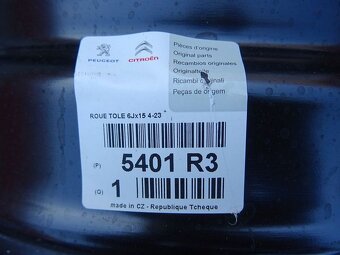 PEUGEOT
CITROËN
Pièces d'origine
Original parts
Recambios originales
Originalteile
Ricambi originali
Peças de origem
ROUE TOLE 6Jx15 4-23
(P) 5401 R3
(Q) 1
made in CZ - Republique Tcheque